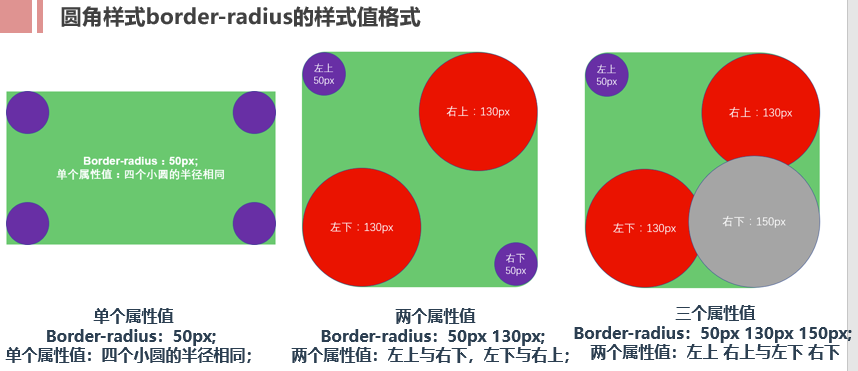 圆角样式border-radius的样式值格式
Border-radius：50px;
单个属性值：四个小圆的半径相同
左上
50px
右上：130px
左下：130px
右下
50px
左上
50px
右上：130px
左下：130px
右下：150px
单个属性值
Border-radius：50px;
单个属性值：四个小圆的半径相同；
两个属性值
Border-radius：50px 130px;
两个属性值：左上与右下，左下与右上；
三个属性值
Border-radius：50px 130px 150px;
两个属性值：左上 右上与左下 右下